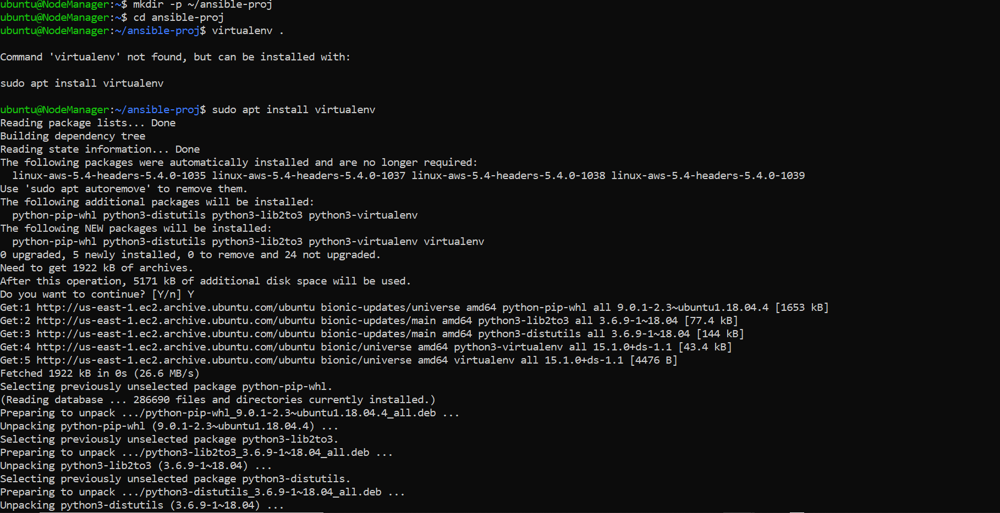 ubuntu@NodeManager:~$ mkdir -p ~/ansible-proj
ubuntu@NodeManager:~$ cd ansible-proj
ubuntu@NodeManager:~/ansible-proj$ virtualenv .
Command 'virtualenv' not found, but can be installed with:
sudo apt install virtualenv
ubuntu@NodeManager:~/ansible-proj$ sudo apt install virtualenv
Reading package lists... Done
Building dependency tree
Reading state information... Done
The following packages were automatically installed and are no longer required:
  linux-aws-5.4-headers-5.4.0-1035 linux-aws-5.4-headers-5.4.0-1037 linux-aws-5.4-headers-5.4.0-1038 linux-aws-5.4-headers-5.4.0-1039
Use 'sudo apt autoremove' to remove them.
The following additional packages will be installed:
  python-pip-whl python3-distutils python3-lib2to3 python3-virtualenv
The following NEW packages will be installed:
  python-pip-whl python3-distutils python3-lib2to3 python3-virtualenv virtualenv
0 upgraded, 5 newly installed, 0 to remove and 24 not upgraded.
Need to get 1922 kB of archives.
After this operation, 5171 kB of additional disk space will be used.
Do you want to continue? [Y/n] Y
Get:1 http://us-east-1.ec2.archive.ubuntu.com/ubuntu bionic-updates/universe amd64 python-pip-whl all 9.0.1-2.3~ubuntu1.18.04.4 [1653 kB]
Get:2 http://us-east-1.ec2.archive.ubuntu.com/ubuntu bionic-updates/main amd64 python3-lib2to3 all 3.6.9-1~18.04 [77.4 kB]
Get:3 http://us-east-1.ec2.archive.ubuntu.com/ubuntu bionic-updates/main amd64 python3-distutils all 3.6.9-1~18.04 [144 kB]
Get:4 http://us-east-1.ec2.archive.ubuntu.com/ubuntu bionic/universe amd64 python3-virtualenv all 15.1.0+ds-1.1 [43.4 kB]
Get:5 http://us-east-1.ec2.archive.ubuntu.com/ubuntu bionic/universe amd64 virtualenv all 15.1.0+ds-1.1 [4476 B]
Fetched 1922 kB in 0s (26.6 MB/s)
Selecting previously unselected package python-pip-whl.
(Reading database ... 286690 files and directories currently installed.)
Preparing to unpack .../python-pip-whl_9.0.1-2.3~ubuntu1.18.04.4_all.deb ...
Unpacking python-pip-whl (9.0.1-2.3~ubuntu1.18.04.4) ...
Selecting previously unselected package python3-lib2to3.
Preparing to unpack .../python3-lib2to3_3.6.9-1~18.04_all.deb ...
Unpacking python3-lib2to3 (3.6.9-1~18.04) ...
Selecting previously unselected package python3-distutils.
Preparing to unpack .../python3-distutils_3.6.9-1~18.04_all.deb ...
Unpacking python3-distutils (3.6.9-1~18.04) ...